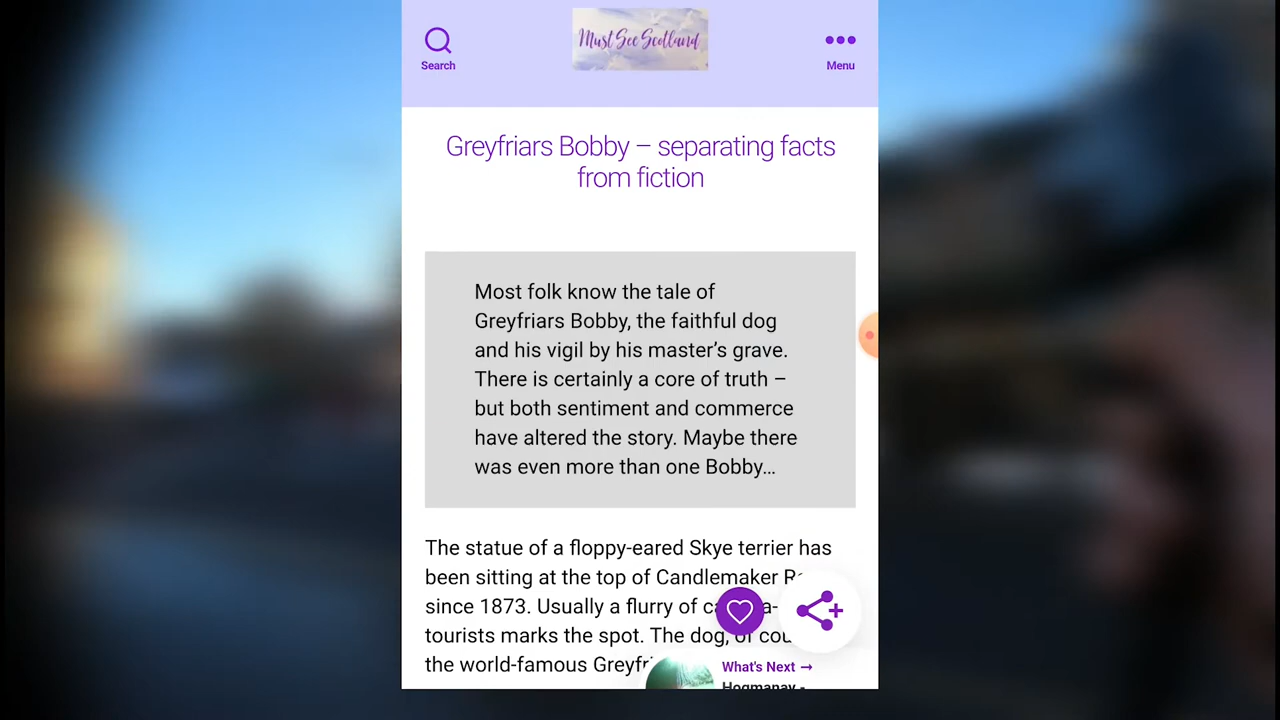 Search
Must See Scotland
Menu
Greyfriars Bobby – separating facts
from fiction
Most folk know the tale of
Greyfriars Bobby, the faithful dog
and his vigil by his master’s grave.
There is certainly a core of truth –
but both sentiment and commerce
have altered the story. Maybe there
was even more than one Bobby...
The statue of a floppy-eared Skye terrier has
been sitting at the top of Candlemaker
since 1873. Usually a flurry of
tourists marks the spot. The dog, of
the world-famous
What's Next →
Hogmanay -